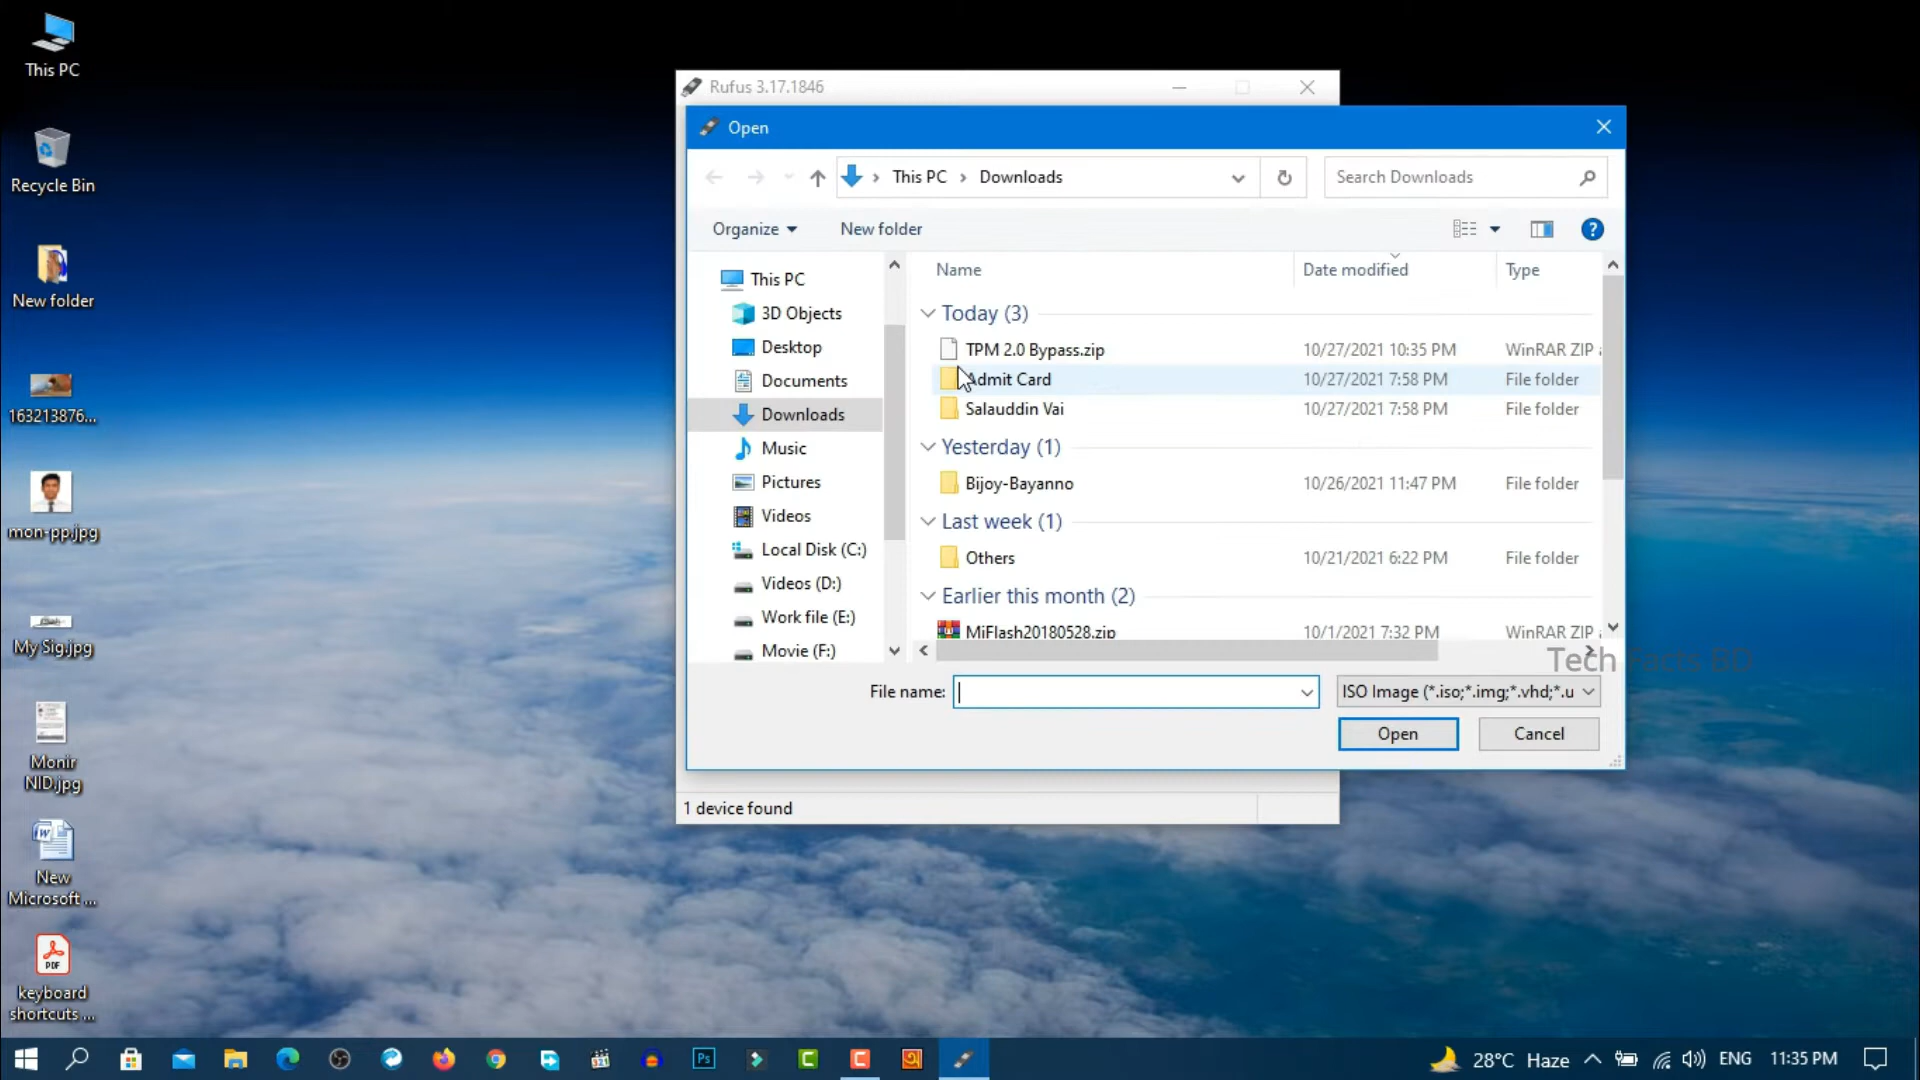 This PC
Recycle Bin
New folder
163213876...
mon-pp.jpg
My Sig.jpg
Monir
NID.jpg
New
Microsoft ...
keyboard
shortcuts ...
Rufus 3.17.1846
Open
This PC > Downloads
Search Downloads
Organize
New folder
Name
Date modified
Type
This PC
3D Objects
Desktop
Documents
Downloads
Music
Pictures
Videos
Local Disk (C:)
Videos (D:)
Work file (E:)
Movie (F:)
Today (3)
TPM 2.0 Bypass.zip 10/27/2021 10:35 PM WinRAR ZIP
Admit Card 10/27/2021 7:58 PM File folder
Salauddin Vai 10/27/2021 7:58 PM File folder
Yesterday (1)
Bijoy-Bayanno 10/26/2021 11:47 PM File folder
Last week (1)
Others 10/21/2021 6:22 PM File folder
Earlier this month (2)
MiFlash20180528.zip 10/1/2021 7:32 PM WinRAR ZIP
Tech Facts BD
File name:
ISO Image (*.iso;*.img;*.vhd;*.u
Open
Cancel
1 device found
28°C Haze
ENG
11:35 PM